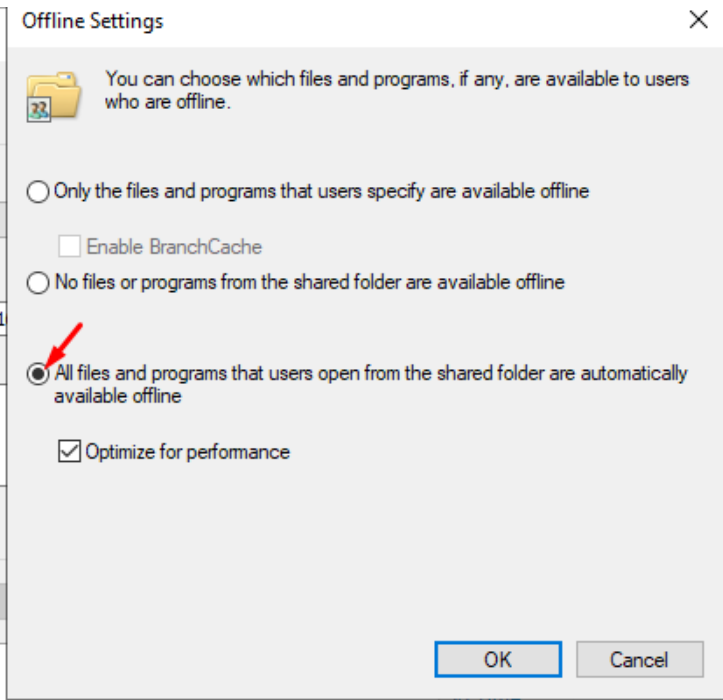 Offline Settings
You can choose which files and programs, if any, are available to users
who are offline.
Only the files and programs that users specify are available offline
Enable BranchCache
No files or programs from the shared folder are available offline
All files and programs that users open from the shared folder are automatically
available offline
Optimize for performance
OK Cancel